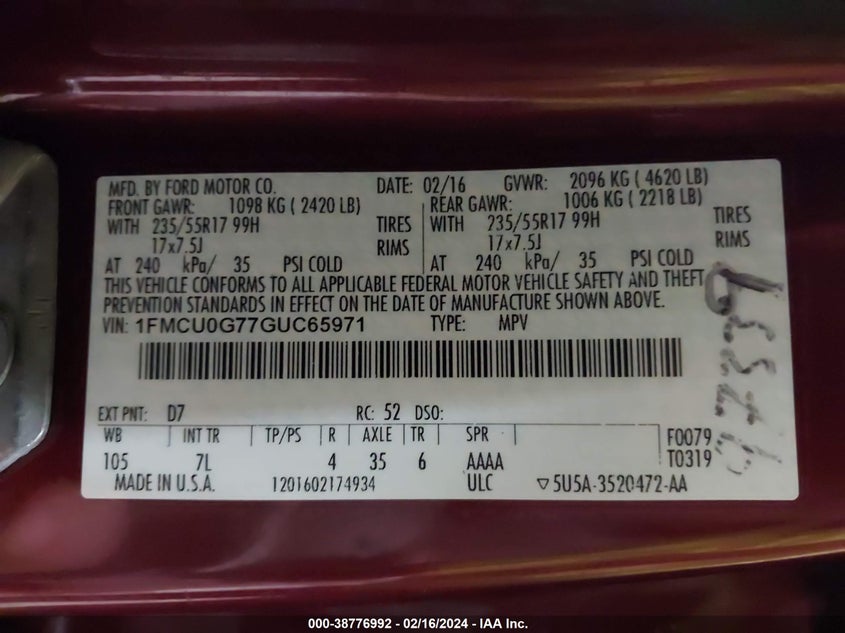 MFD. BY FORD MOTOR CO. DATE: 02/16 GVWR: 2096 KG ( 4620 LB)
FRONT GAWR: 1098 KG ( 2420 LB) REAR GAWR: 1006 KG ( 2218 LB)
WITH 235/55R17 99H TIRES WITH 235/55R17 99H TIRES
17x7.5J RIMS 17x7.5J RIMS
AT 240 kPa/ 35 PSI COLD AT 240 kPa/ 35 PSI COLD
THIS VEHICLE CONFORMS TO ALL APPLICABLE FEDERAL MOTOR VEHICLE SAFETY AND THEFT
PREVENTION STANDARDS IN EFFECT ON THE DATE OF MANUFACTURE SHOWN ABOVE.
VIN: 1FMCU0G77GUC65971 TYPE: MPV
EXT PNT: D7 RC: 52 DSO:
WB INT TR TP/PS R AXLE TR SPR F0079
105 7L 4 35 6 AAAA T0319
MADE IN U.S.A. 1201602174934 ULC ▽5U5A-3520472-AA
000-38776992 - 02/16/2024 - IAA Inc.